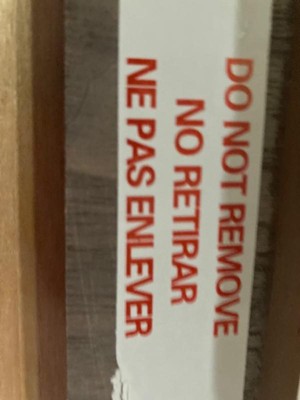 DO NOT REMOVE
NO RETIRAR
NE PAS ENLEVER